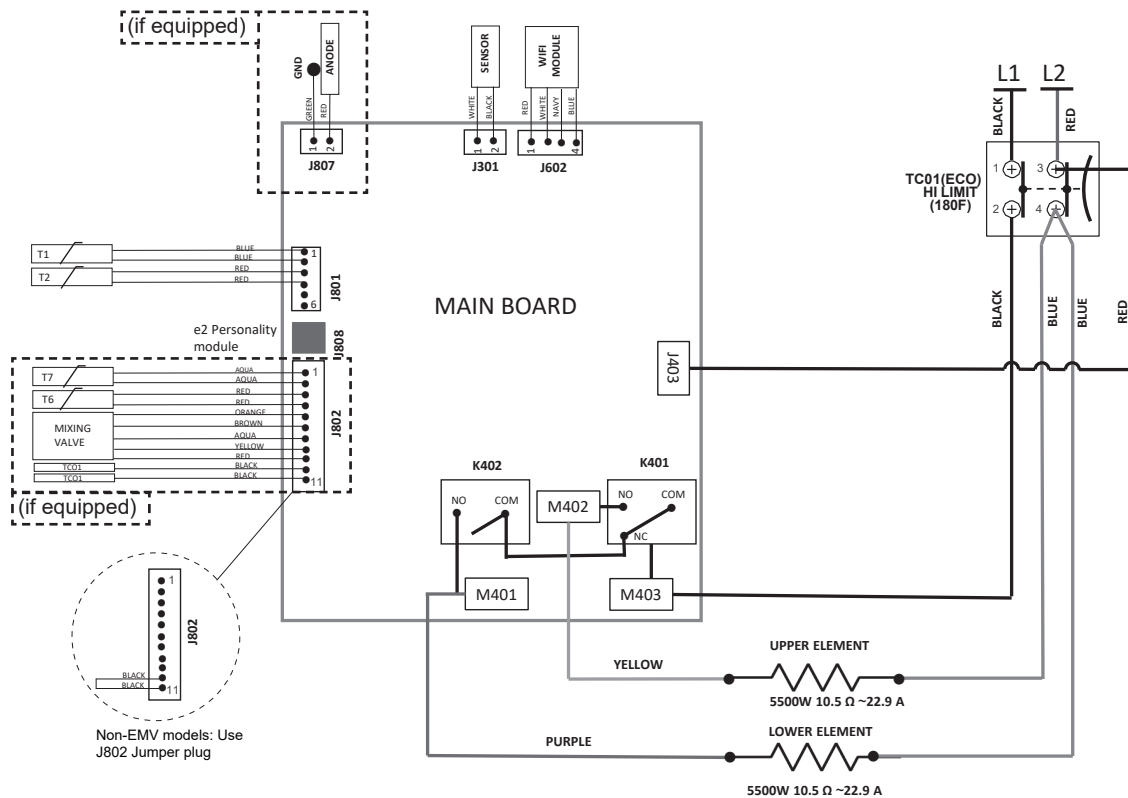 (if equipped)
GND
ANODE
GREEN
RED
1
2
J807
SENSOR
WHITE
BLACK
1
2
J301
WIFI
MODULE
RED
WHITE
NAVY
BLUE
1
4
J602
L1
L2
BLACK
RED
1
3
2
4
TC01(ECO)
HI LIMIT
(180F)
BLACK
BLUE
BLUE
RED
T1
T2
BLUE
BLUE
RED
RED
1
6
J801
MAIN BOARD
e2 Personality
module
J808
J403
T7
T6
MIXING
VALVE
TCO1
TCO1
AQUA
AQUA
RED
RED
ORANGE
BROWN
AQUA
YELLOW
RED
BLACK
BLACK
1
11
J802
(if equipped)
K402
NO
COM
K401
NO
COM
NC
M402
M401
M403
1
J802
BLACK
BLACK
11
Non-EMV models: Use
J802 Jumper plug
YELLOW
UPPER ELEMENT
5500W 10.5 Ω ~22.9 A
PURPLE
LOWER ELEMENT
5500W 10.5 Ω ~22.9 A